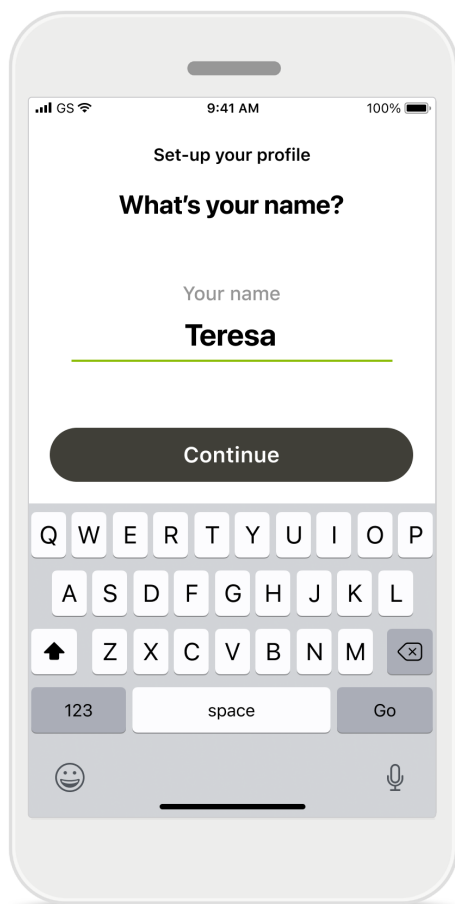 GS 9:41 AM 100%
Set-up your profile
What's your name?
Your name
Teresa
Continue
Q W E R T Y U I O P
A S D F G H J K L
Z X C V B N M
123 space Go